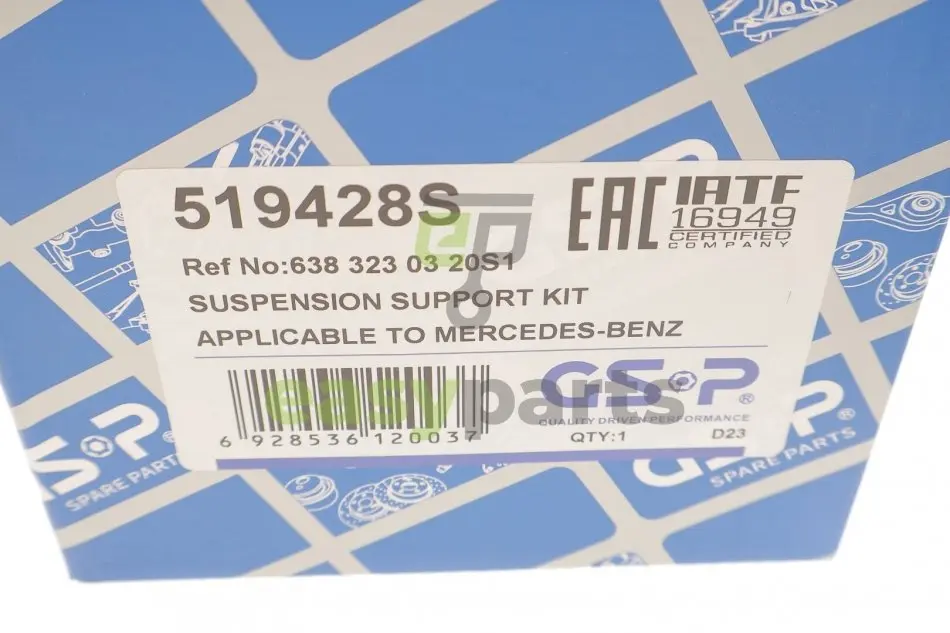 519428S
EAC
IATF
16949
CERTIFIED
COMPANY
Ref No:638 323 03 20S1
SUSPENSION SUPPORT KIT
APPLICABLE TO MERCEDES-BENZ
GSP®
QUALITY DRIVEN PERFORMANCE
QTY:1 D23
6 928536 120037
easyparts
GSP®
SPARE PARTS
GSP®
SPARE PARTS